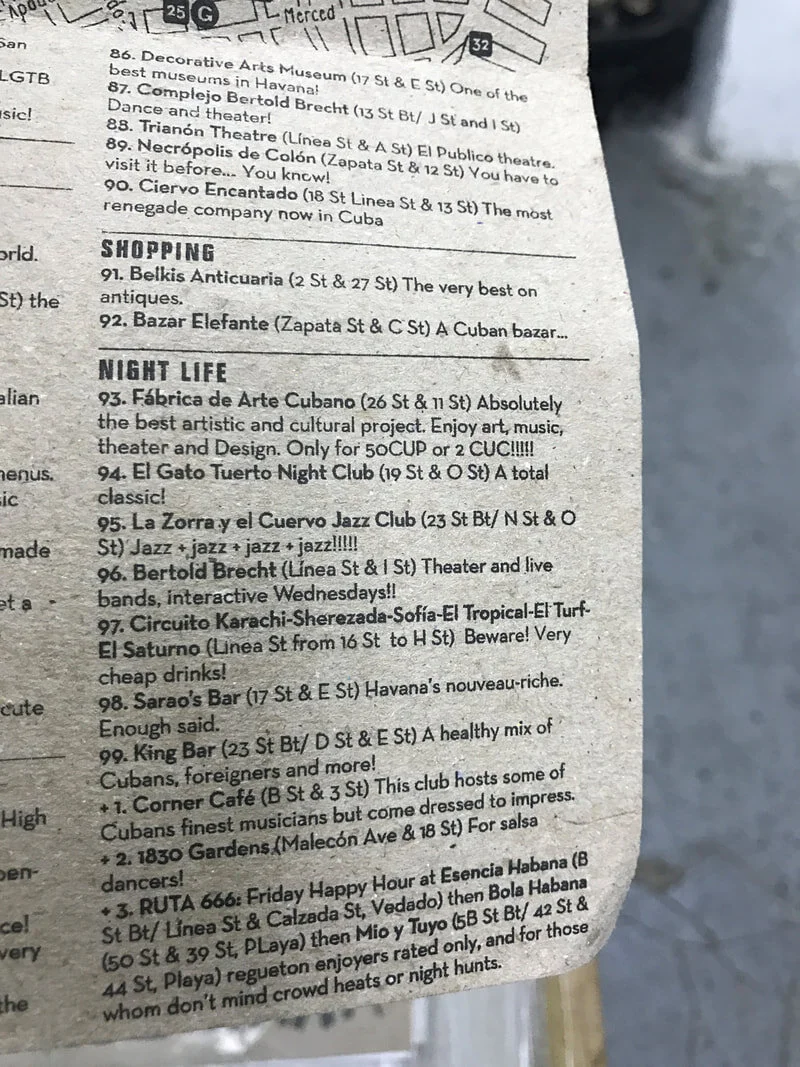 25 G
Merced
32
San
LGTB
usic!
orld.
St) the
alian
menus.
sic
made
et a
cute
High
pen-
ce!
very
the
86. Decorative Arts Museum (17 St & E St) One of the
best museums in Havana!
87. Complejo Bertold Brecht (13 St Bt/ J St and I St)
Dance and theater!
88. Trianón Theatre (Línea St & A St) El Publico theatre.
89. Necrópolis de Colón (Zapata St & 12 St) You have to
visit it before... You know!
90. Ciervo Encantado (18 St Linea St & 13 St) The most
renegade company now in Cuba
SHOPPING
91. Belkis Anticuaria (2 St & 27 St) The very best on
antiques.
92. Bazar Elefante (Zapata St & C St) A Cuban bazar...
NIGHT LIFE
93. Fábrica de Arte Cubano (26 St & 11 St) Absolutely
the best artistic and cultural project. Enjoy art, music,
theater and Design. Only for 50CUP or 2 CUC!!!!!
94. El Gato Tuerto Night Club (19 St & O St) A total
classic!
95. La Zorra y el Cuervo Jazz Club (23 St Bt/ N St & O
St) Jazz + jazz + jazz + jazz!!!!!
96. Bertold Brecht (Línea St & I St) Theater and live
bands, interactive Wednesdays!!
97. Circuito Karachi-Sherezada-Sofía-El Tropical-El Turf-
El Saturno (Linea St from 16 St to H St) Beware! Very
cheap drinks!
98. Sarao's Bar (17 St & E St) Havana's nouveau-riche.
Enough said.
99. King Bar (23 St Bt/ D St & E St) A healthy mix of
Cubans, foreigners and more!
+ 1. Corner Café (B St & 3 St) This club hosts some of
Cubans finest musicians but come dressed to impress.
+ 2. 1830 Gardens (Malecón Ave & 18 St) For salsa
dancers!
+ 3. RUTA 666: Friday Happy Hour at Esencia Habana (B
St Bt/ Línea St & Calzada St, Vedado) then Bola Habana
(50 St & 39 St, PLaya) then Mio y Tuyo (5B St Bt/ 42 St &
44 St, Playa) regueton enjoyers rated only, and for those
whom don't mind crowd heats or night hunts.